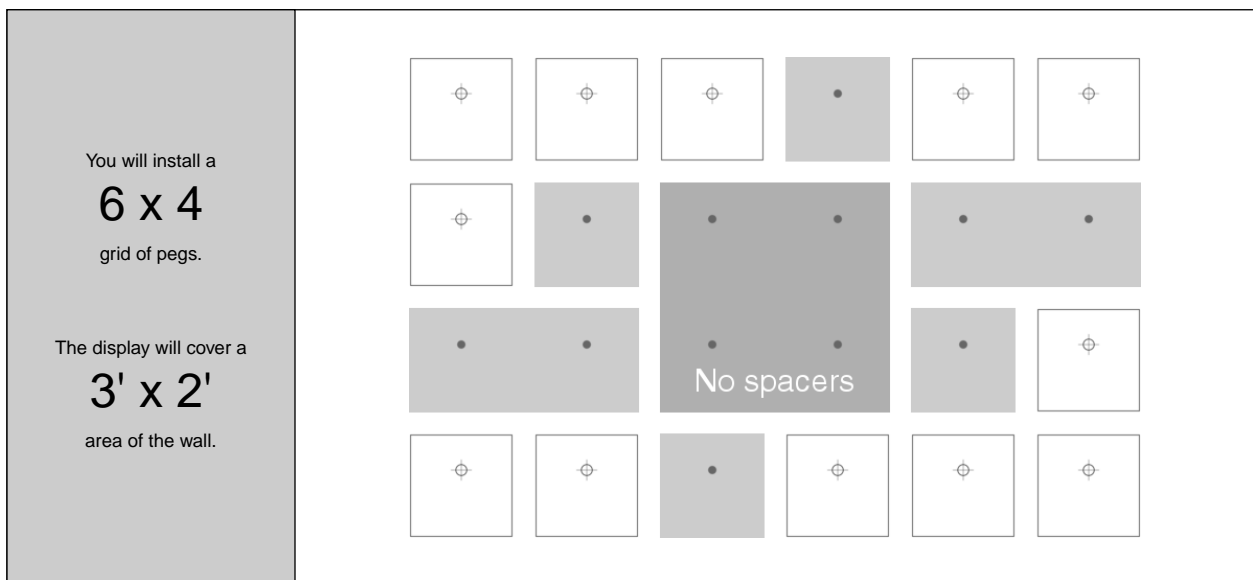 You will install a
6 x 4
grid of pegs.
The display will cover a
3' x 2'
area of the wall.
No spacers